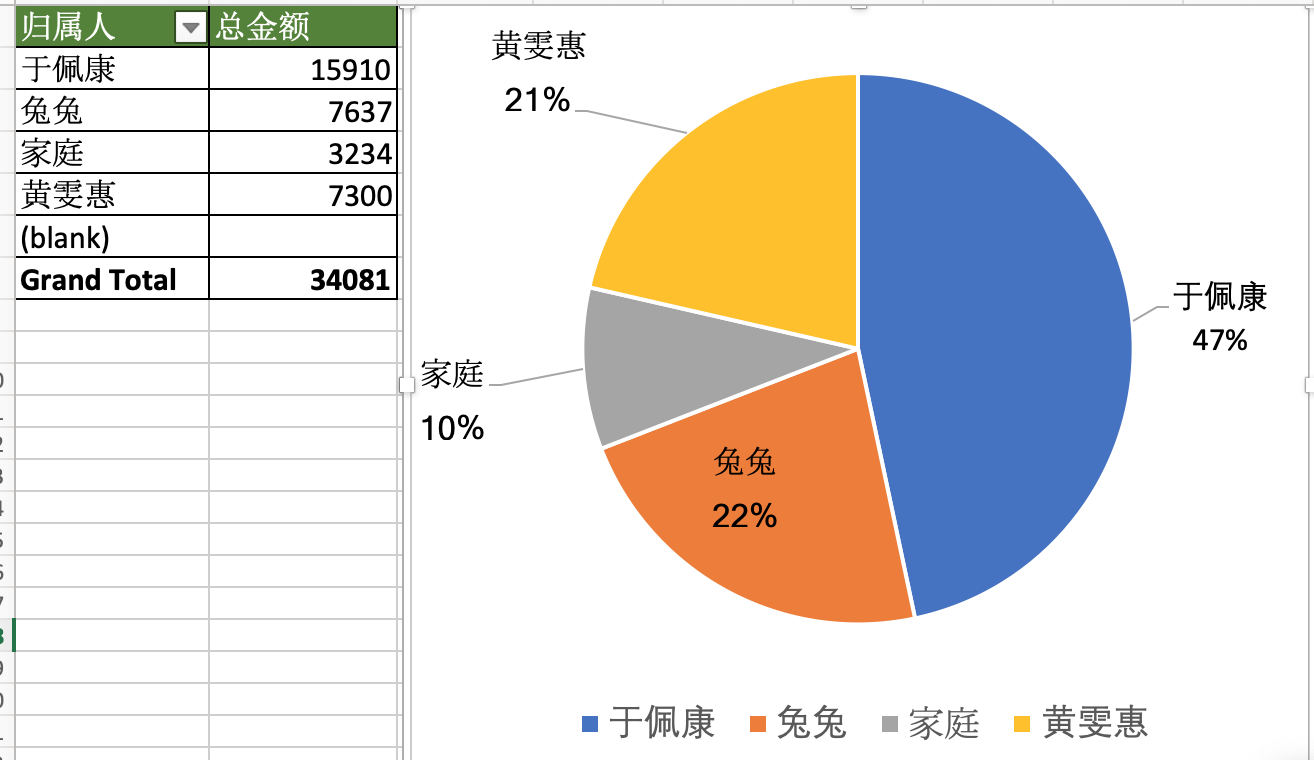 归属人 总金额
于佩康 15910
兔兔 7637
家庭 3234
黄雯惠 7300
(blank)
Grand Total 34081
黄雯惠
21%
于佩康
47%
家庭
10%
兔兔
22%
于佩康 兔兔 家庭 黄雯惠